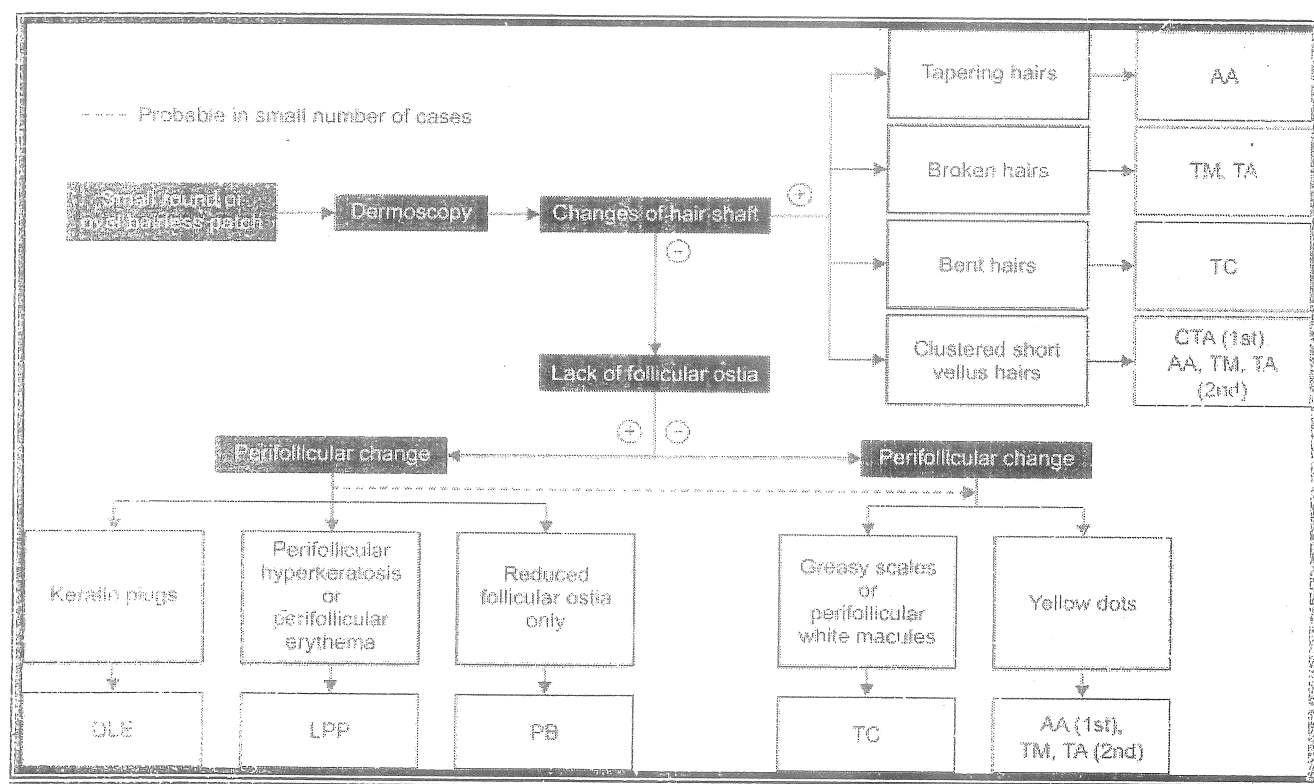 Tapering hairs
AA
Probable in small number of cases
Broken hairs
TM, TA
Small round or
oval hairless patch
Dermoscopy
Changes of hair shaft
+
−
Bent hairs
TC
Clustered short
vellus hairs
CTA (1st)
AA, TM, TA
(2nd)
Lack of follicular ostia
+
−
Perifollicular change
Perifollicular change
Keratin plugs
Perifollicular
hyperkeratosis
or
perifollicular
erythema
Reduced
follicular ostia
only
Greasy scales
or
perifollicular
white macules
Yellow dots
DLE
LPP
PB
TC
AA (1st),
TM, TA (2nd)